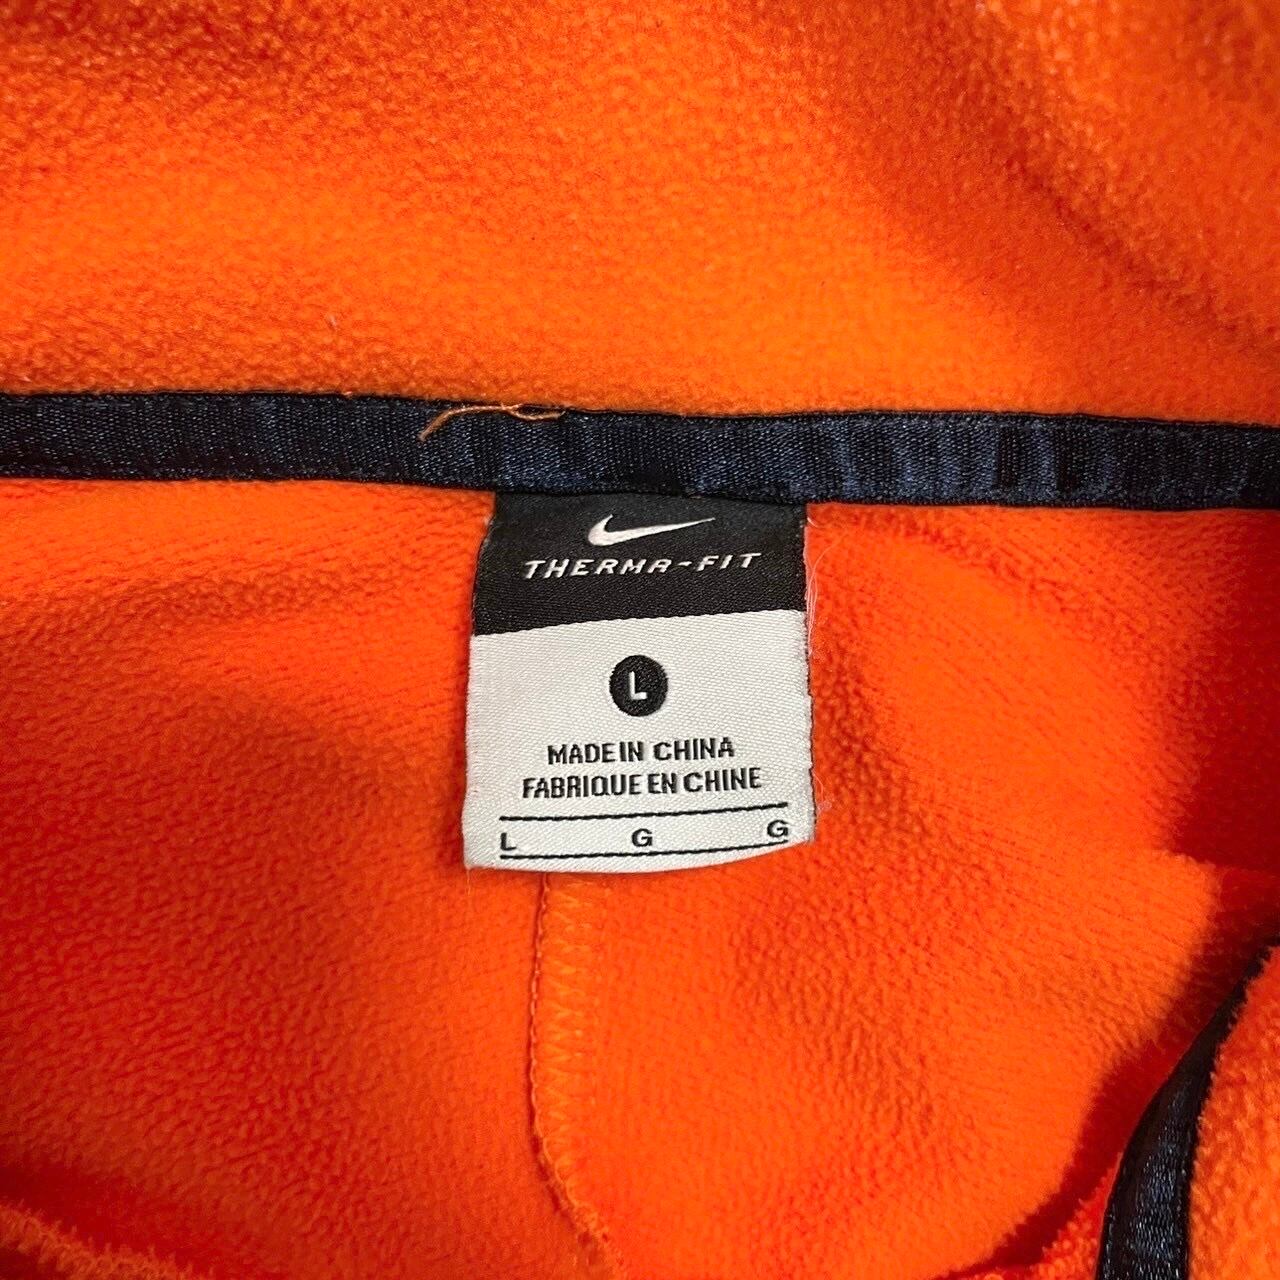 THERMA-FIT
L
MADE IN CHINA
FABRIQUE EN CHINE
L G G